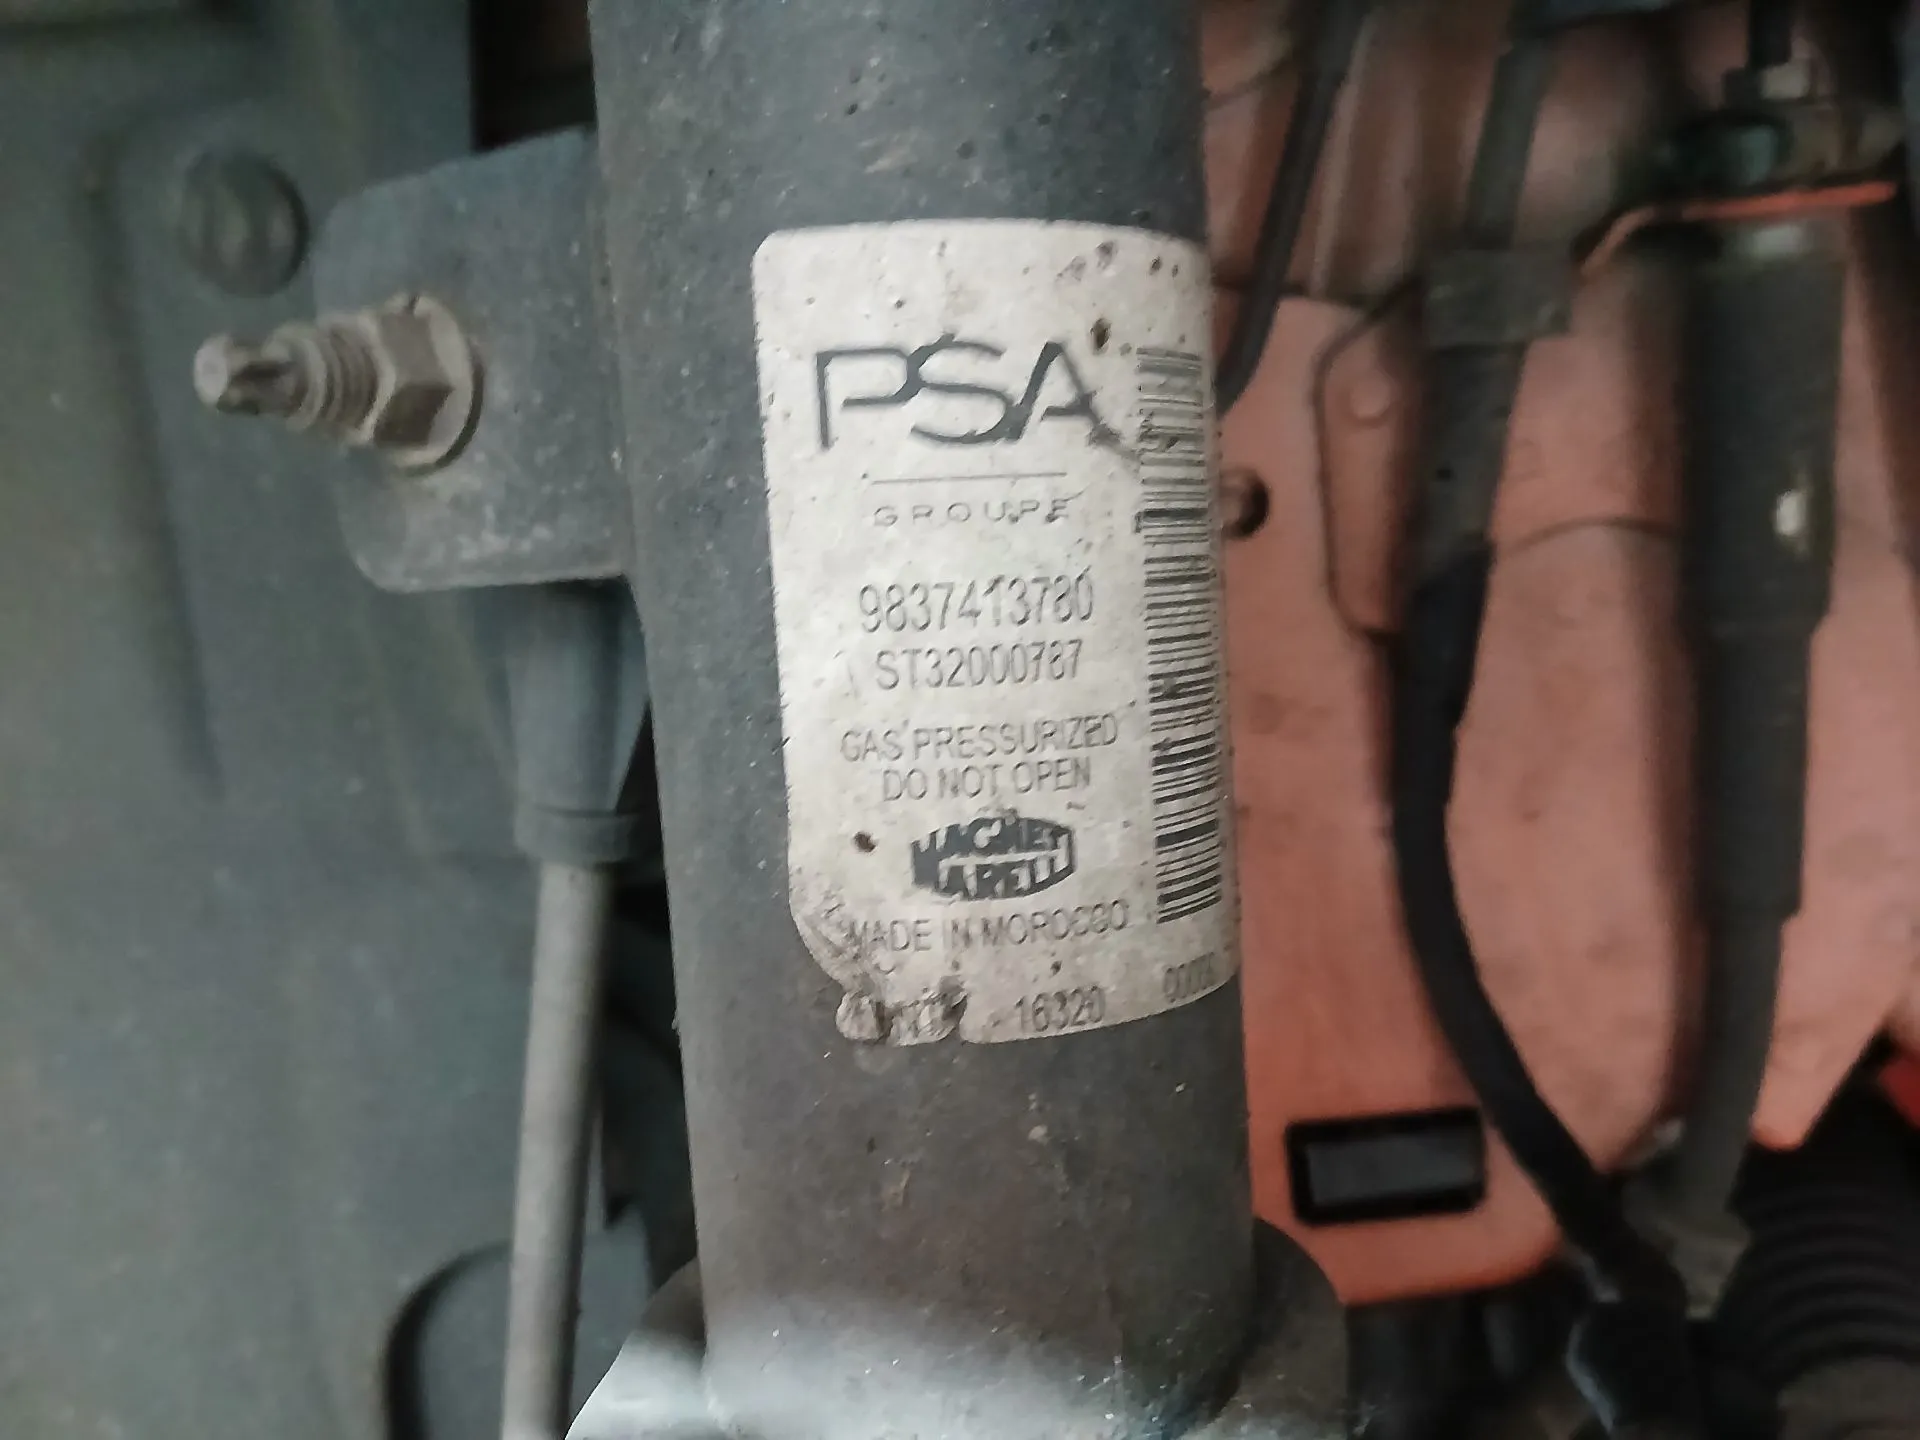 PSA
GROUPE
9837413780
ST32000787
GAS PRESSURIZED
DO NOT OPEN
MAGNETI
MARELLI
MADE IN MOROCCO
16320